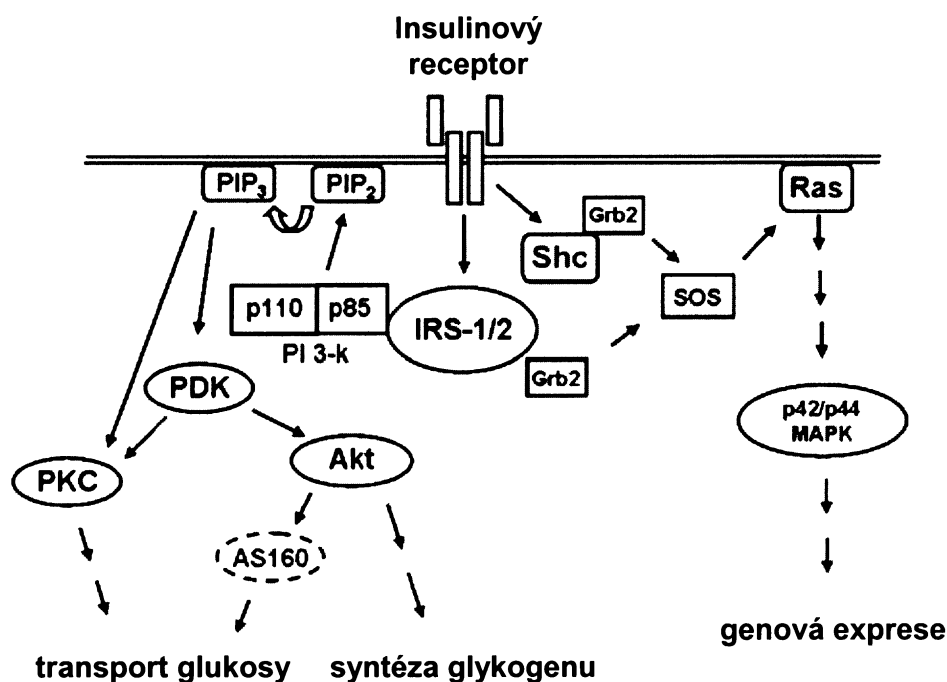 Insulinový
receptor
PIP3
PIP2
Ras
Grb2
Shc
SOS
p110
p85
IRS-1/2
PI 3-k
Grb2
PDK
p42/p44
MAPK
Akt
PKC
AS160
genová exprese
transport glukosy
syntéza glykogenu